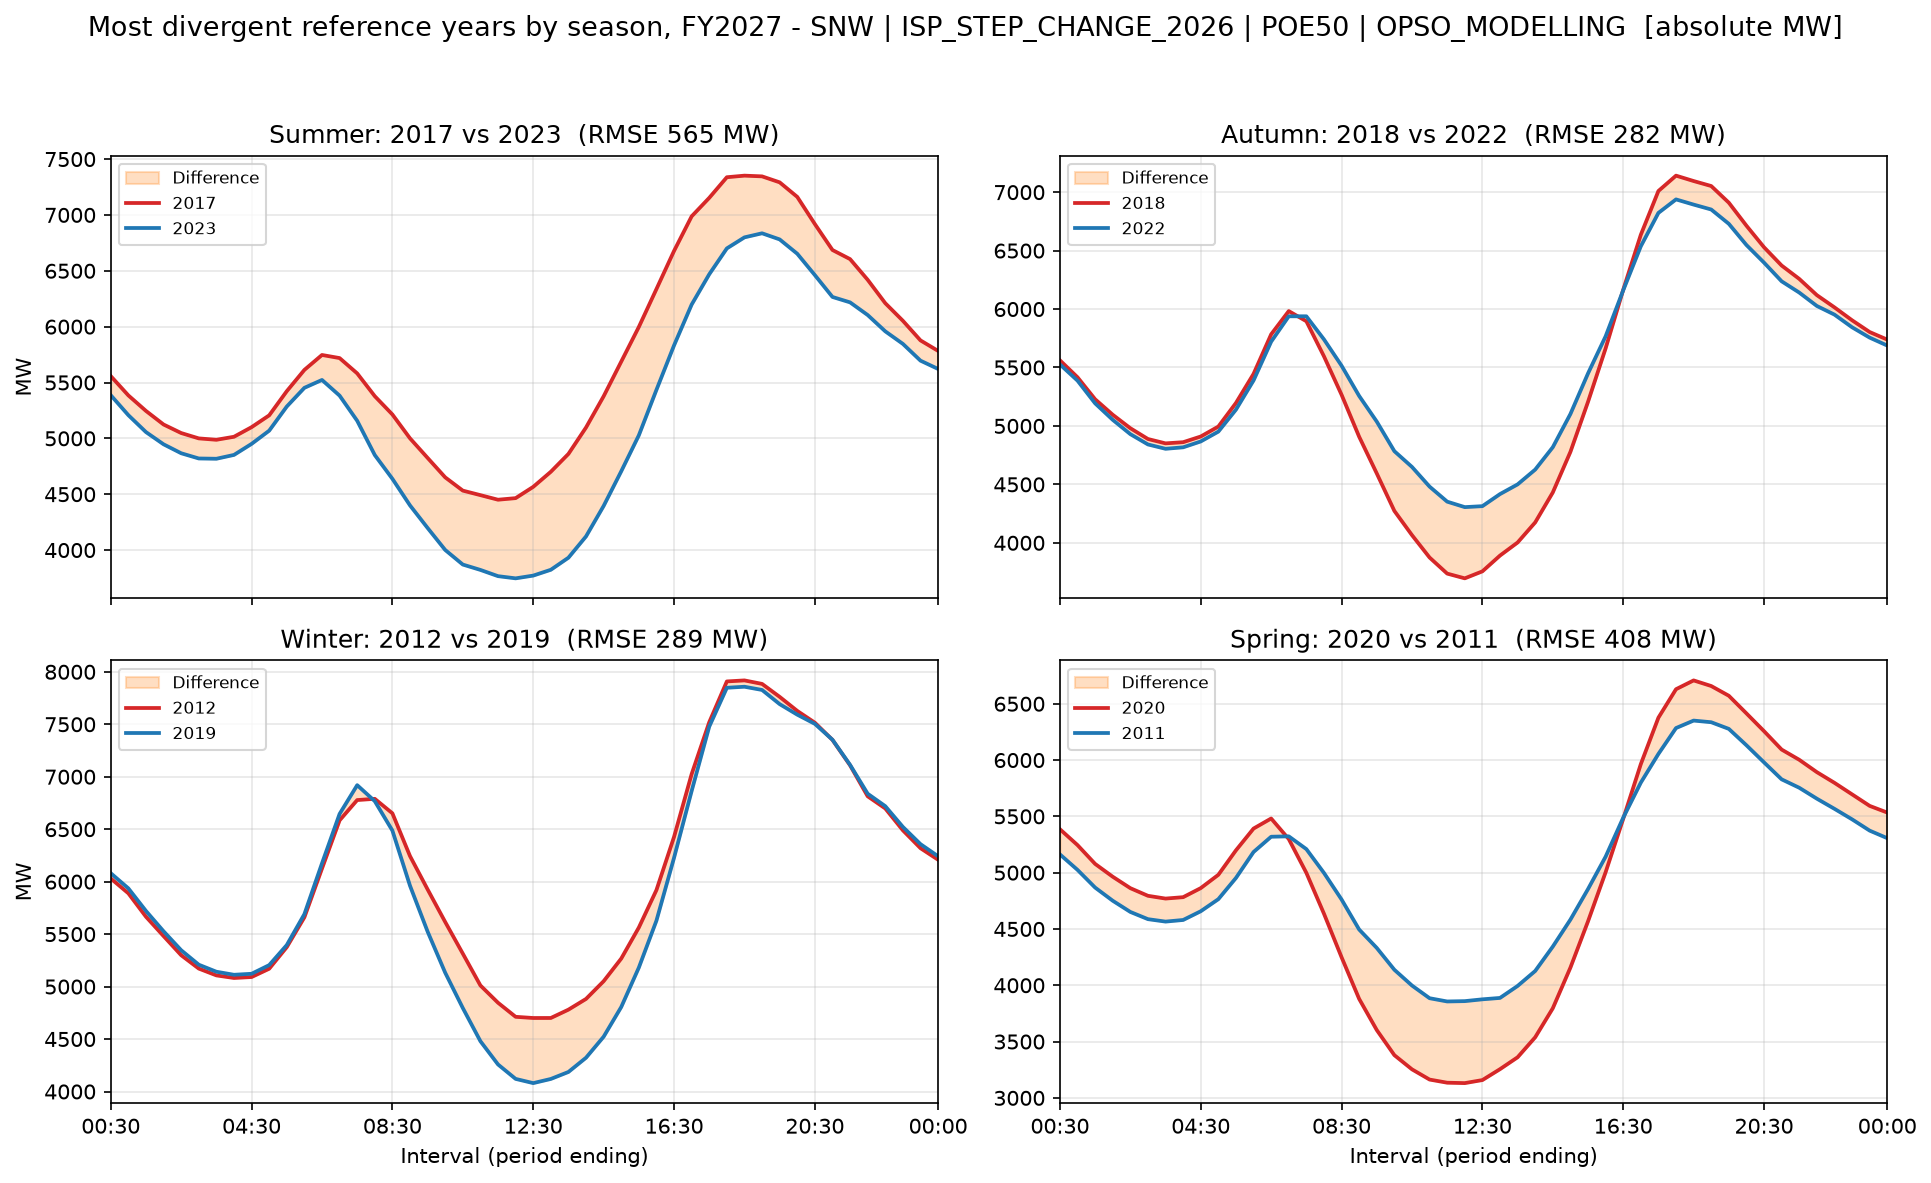 Most divergent reference years by season, FY2027 - SNW | ISP_STEP_CHANGE_2026 | POE50 | OPSO_MODELLING  [absolute MW]
Summer: 2017 vs 2023  (RMSE 565 MW)
7500
7000
6500
6000
5500
5000
4500
4000
MW
Difference
2017
2023
Autumn: 2018 vs 2022  (RMSE 282 MW)
7000
6500
6000
5500
5000
4500
4000
Difference
2018
2022
Winter: 2012 vs 2019  (RMSE 289 MW)
8000
7500
7000
6500
6000
5500
5000
4500
4000
MW
Difference
2012
2019
00:30 04:30 08:30 12:30 16:30 20:30 00:00
Interval (period ending)
Spring: 2020 vs 2011  (RMSE 408 MW)
6500
6000
5500
5000
4500
4000
3500
3000
Difference
2020
2011
00:30 04:30 08:30 12:30 16:30 20:30 00:00
Interval (period ending)